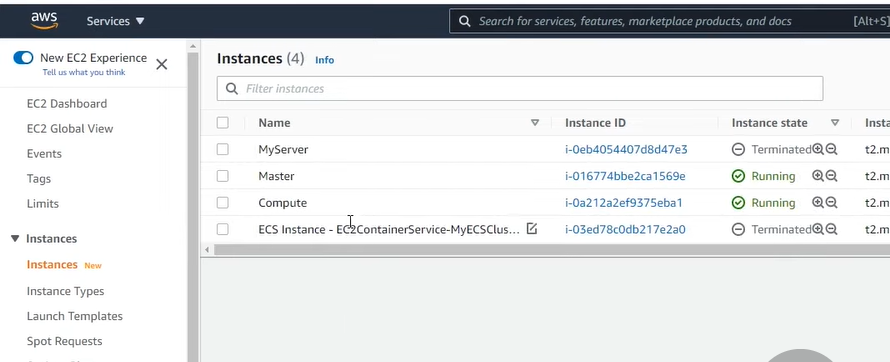 aws Services Search for services, features, marketplace products, and docs [Alt+S]
New EC2 Experience
Tell us what you think
EC2 Dashboard
EC2 Global View
Events
Tags
Limits
Instances
Instances New
Instance Types
Launch Templates
Spot Requests
Instances (4) Info
Filter instances
Name Instance ID Instance state Insta
MyServer i-0eb4054407d8d47e3 Terminated t2.m
Master i-016774bbe2ca1569e Running t2.m
Compute i-0a212a2ef9375eba1 Running t2.m
ECS Instance - EC2ContainerService-MyECSClus... i-03ed78c0db217e2a0 Terminated t2.m